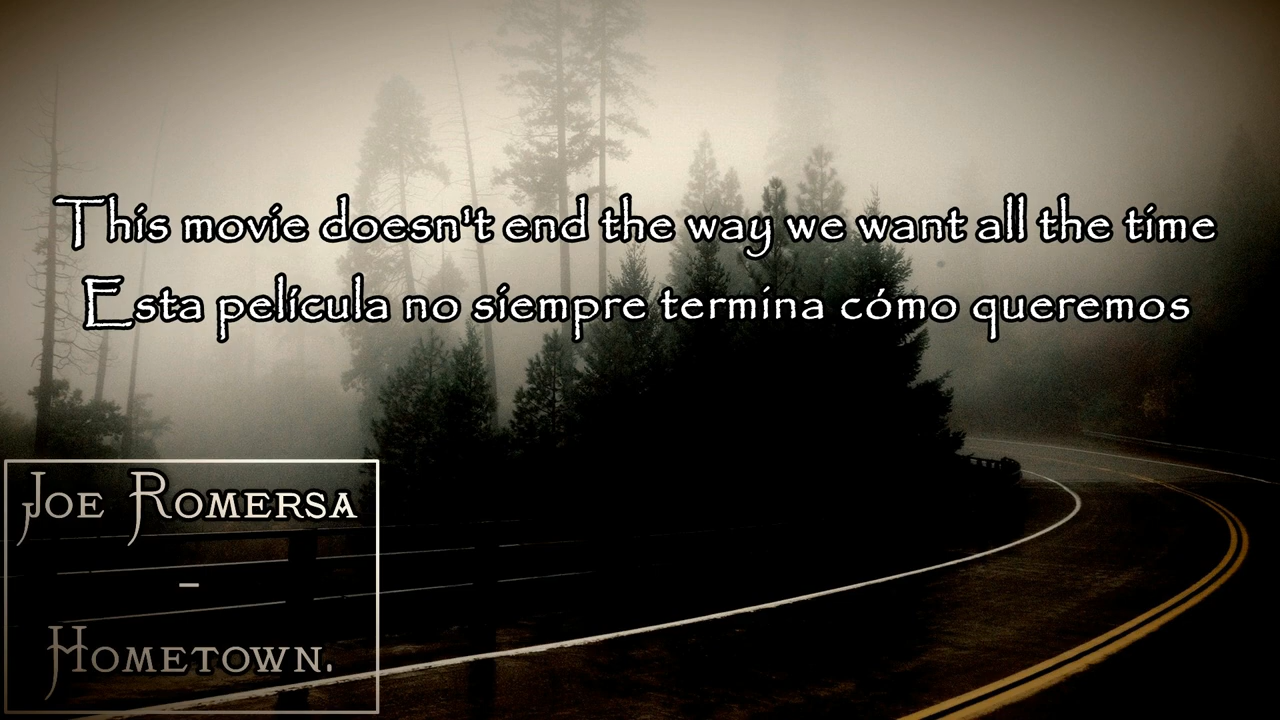 This movie doesn't end the way we want all the time
Esta película no siempre termina cómo queremos
Joe Romersa
-
Hometown.